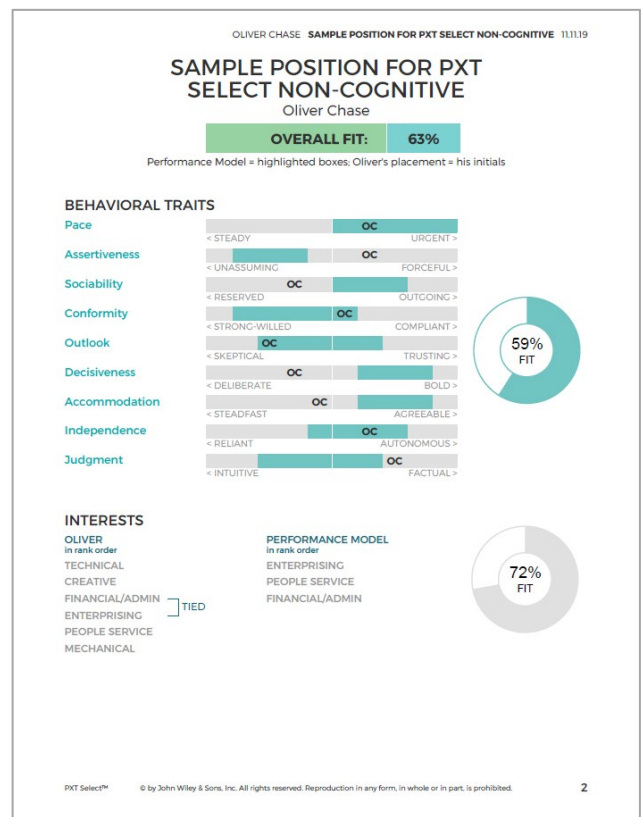 OLIVER CHASE SAMPLE POSITION FOR PXT SELECT NON-COGNITIVE 11.11.19
SAMPLE POSITION FOR PXT
SELECT NON-COGNITIVE
Oliver Chase
OVERALL FIT: 63%
Performance Model = highlighted boxes; Oliver's placement = his initials
BEHAVIORAL TRAITS
Pace OC
< STEADY URGENT >
Assertiveness OC
< UNASSUMING FORCEFUL >
Sociability OC
< RESERVED OUTGOING >
Conformity OC
< STRONG-WILLED COMPLIANT >
Outlook OC
< SKEPTICAL TRUSTING >
Decisiveness OC
< DELIBERATE BOLD >
Accommodation OC
< STEADFAST AGREEABLE >
Independence OC
< RELIANT AUTONOMOUS >
Judgment OC
< INTUITIVE FACTUAL >
59%
FIT
INTERESTS
OLIVER
in rank order
TECHNICAL
CREATIVE
FINANCIAL/ADMIN
ENTERPRISING
TIED
PEOPLE SERVICE
MECHANICAL
PERFORMANCE MODEL
in rank order
ENTERPRISING
PEOPLE SERVICE
FINANCIAL/ADMIN
72%
FIT
PXT Select™ © by John Wiley & Sons, Inc. All rights reserved. Reproduction in any form, in whole or in part, is prohibited. 2